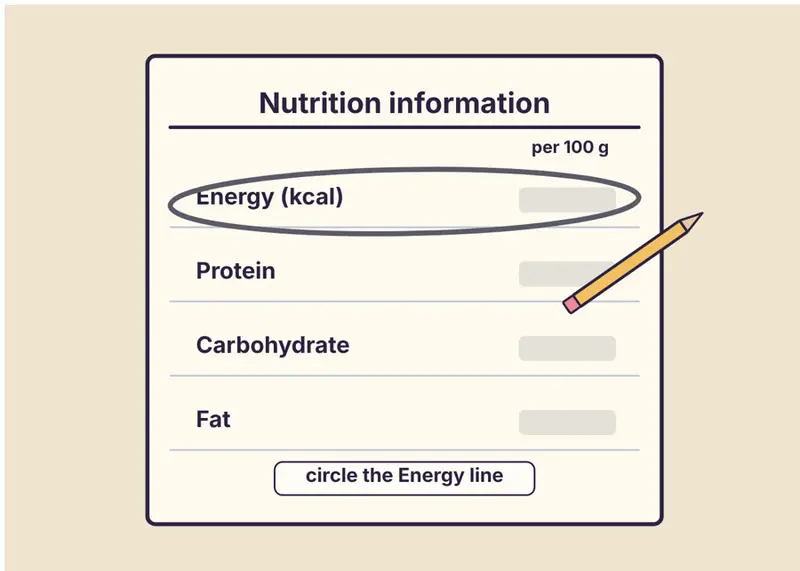 Nutrition information
per 100 g
Energy (kcal)
Protein
Carbohydrate
Fat
circle the Energy line